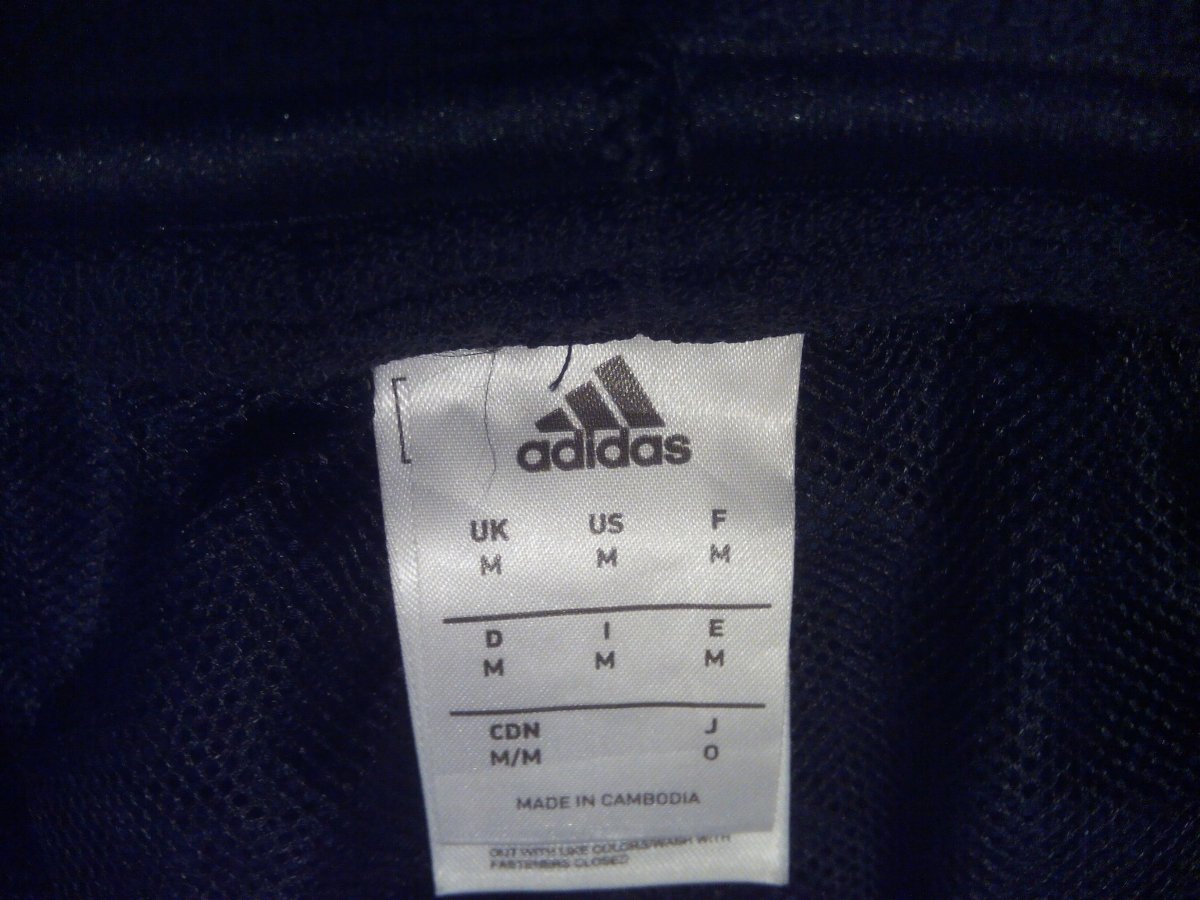 adidas
UK US F
M M M
D I E
M M M
CDN J
M/M O
MADE IN CAMBODIA
OUT WITH LIKE COLORS/WASH WITH
FASTENERS CLOSED